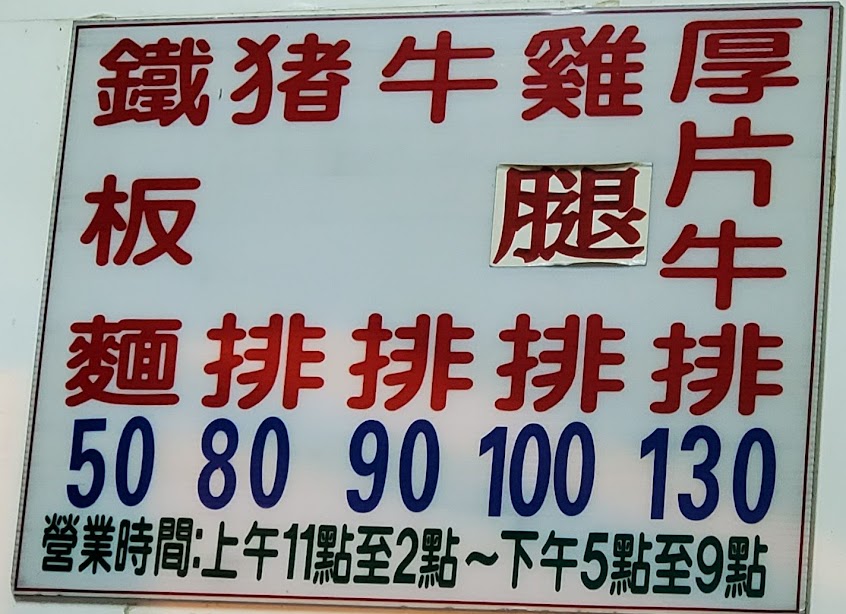 鐵板麵 50
猪排 80
牛排 90
雞腿排 100
厚片牛排 130
營業時間:上午11點至2點～下午5點至9點